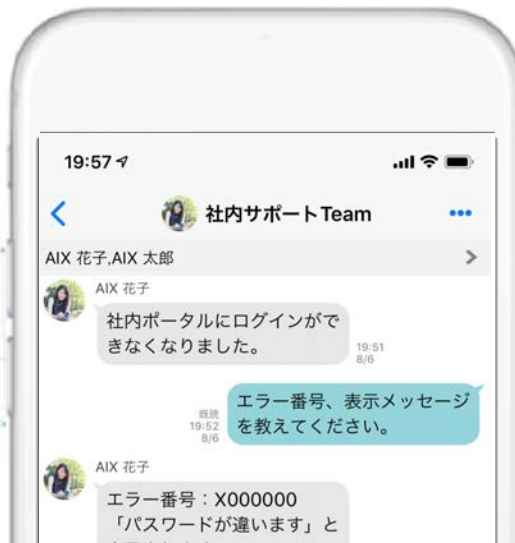 19:57
社内サポートTeam
AIX 花子,AIX 太郎
AIX 花子
社内ポータルにログインがで
きなくなりました。
19:51
8/6
エラー番号、表示メッセージ
を教えてください。
既読
19:52
8/6
AIX 花子
エラー番号：X000000
「パスワードが違います」と